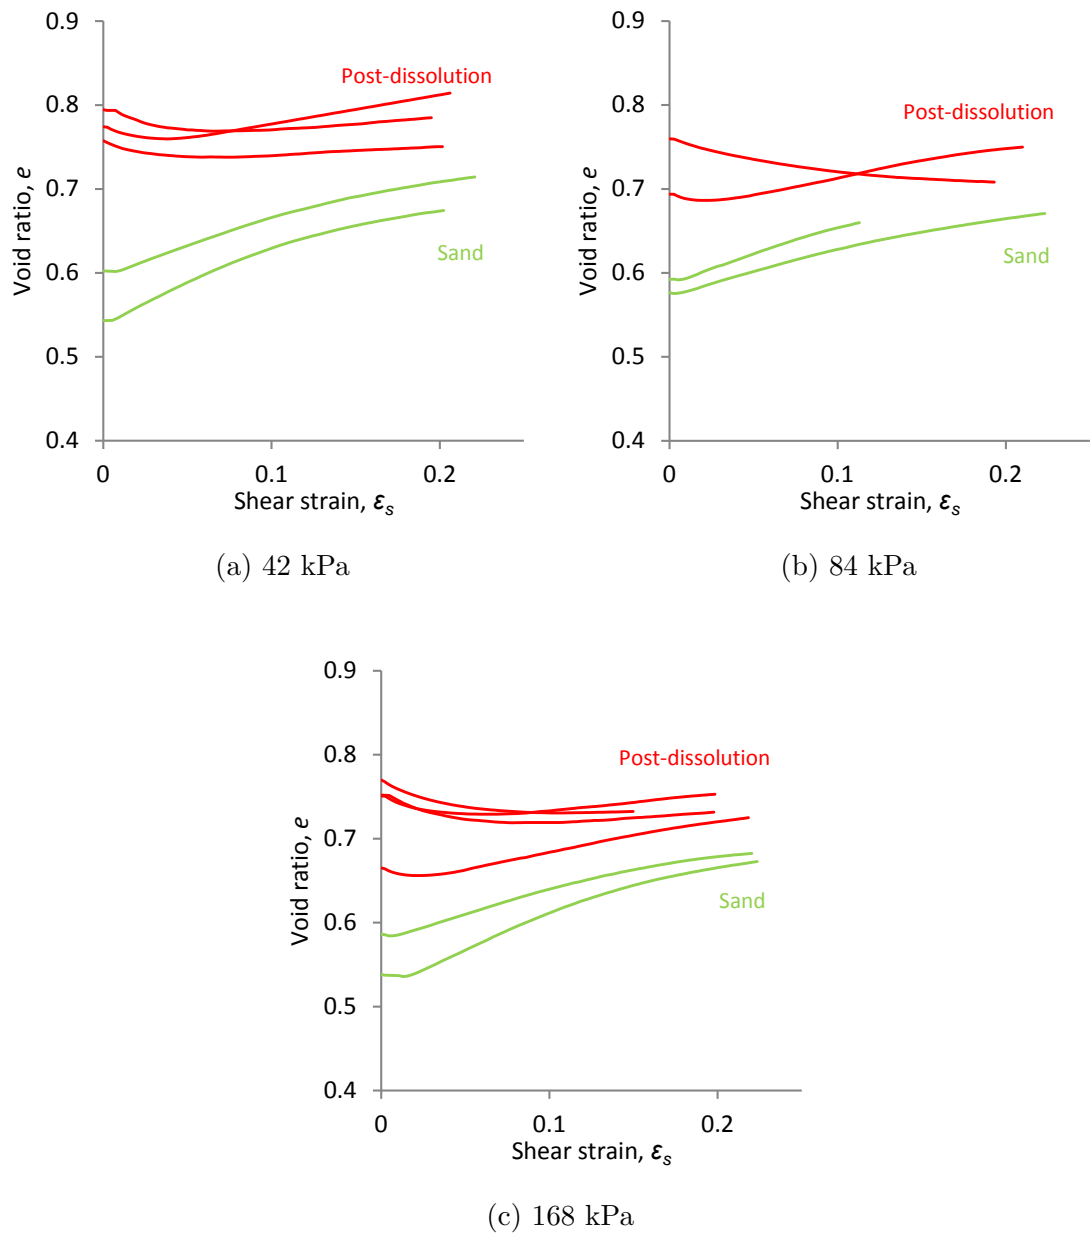 0.9
Post-dissolution
0.8
0.7
Void ratio, e
0.6
Sand
0.5
0.4
0
0.1
0.2
Shear strain, εs
(a) 42 kPa
0.9
Post-dissolution
0.8
0.7
Void ratio, e
0.6
Sand
0.5
0.4
0
0.1
0.2
Shear strain, εs
(b) 84 kPa
0.9
Post-dissolution
0.8
0.7
Void ratio, e
Sand
0.6
0.5
0.4
0
0.1
0.2
Shear strain, εs
(c) 168 kPa